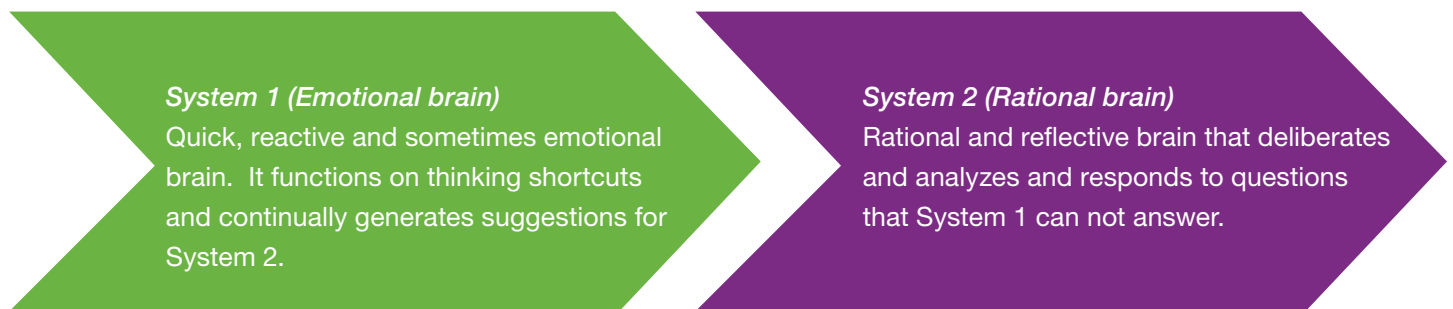 System 1 (Emotional brain)
Quick, reactive and sometimes emotional
brain.  It functions on thinking shortcuts
and continually generates suggestions for
System 2.
System 2 (Rational brain)
Rational and reflective brain that deliberates
and analyzes and responds to questions
that System 1 can not answer.